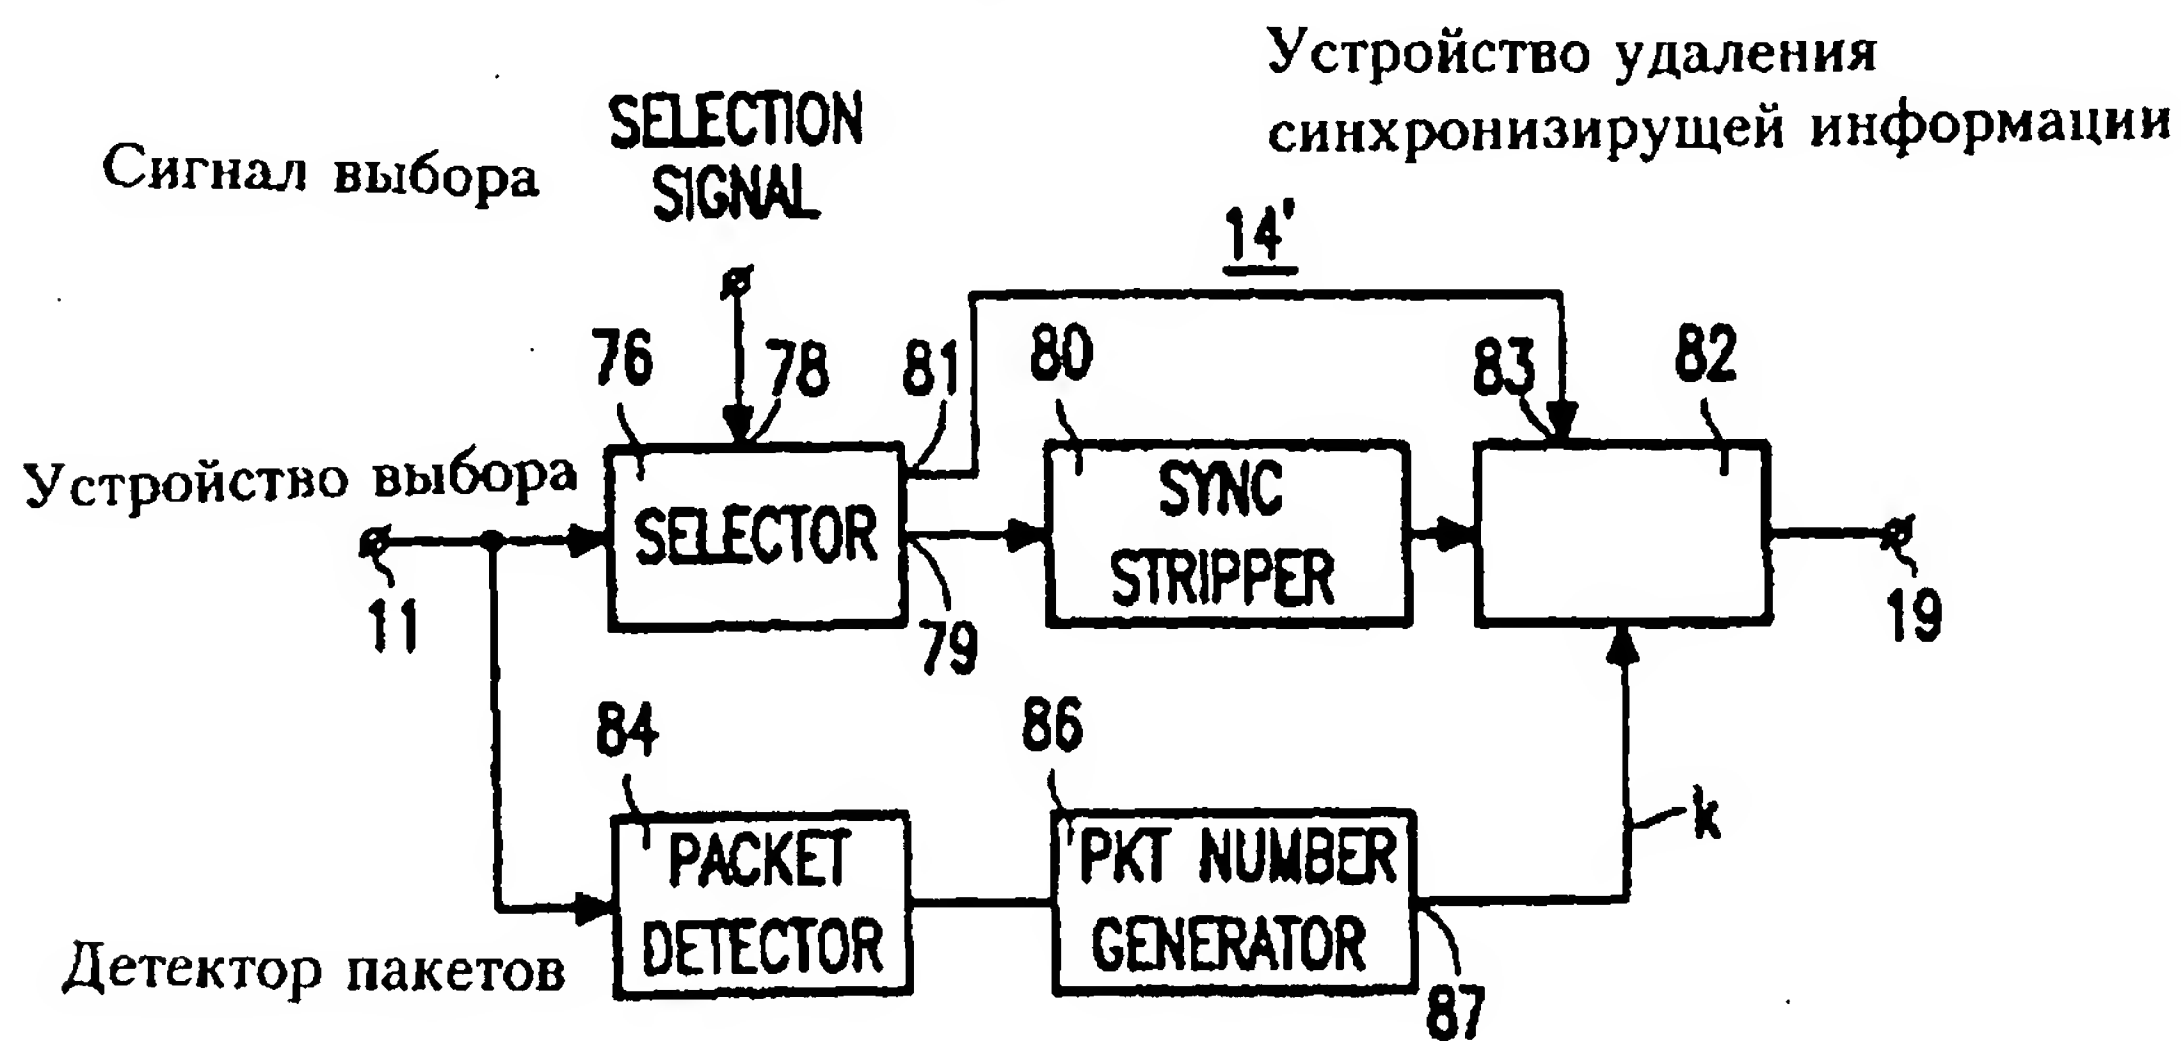 Устройство удаления
синхронизирущей информации
SELECTION
SIGNAL
Сигнал выбора
14'
76
78
81
80
83
82
Устройство выбора
SELECTOR
SYNC
STRIPPER
11
79
19
84
86
k
PACKET
DETECTOR
PKT NUMBER
GENERATOR
Детектор пакетов
87